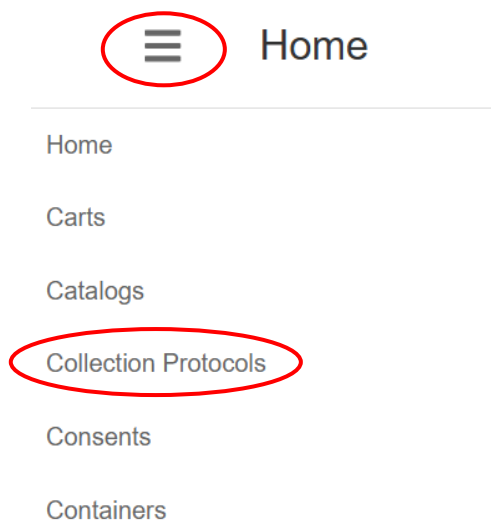 Home
Home
Carts
Catalogs
Collection Protocols
Consents
Containers